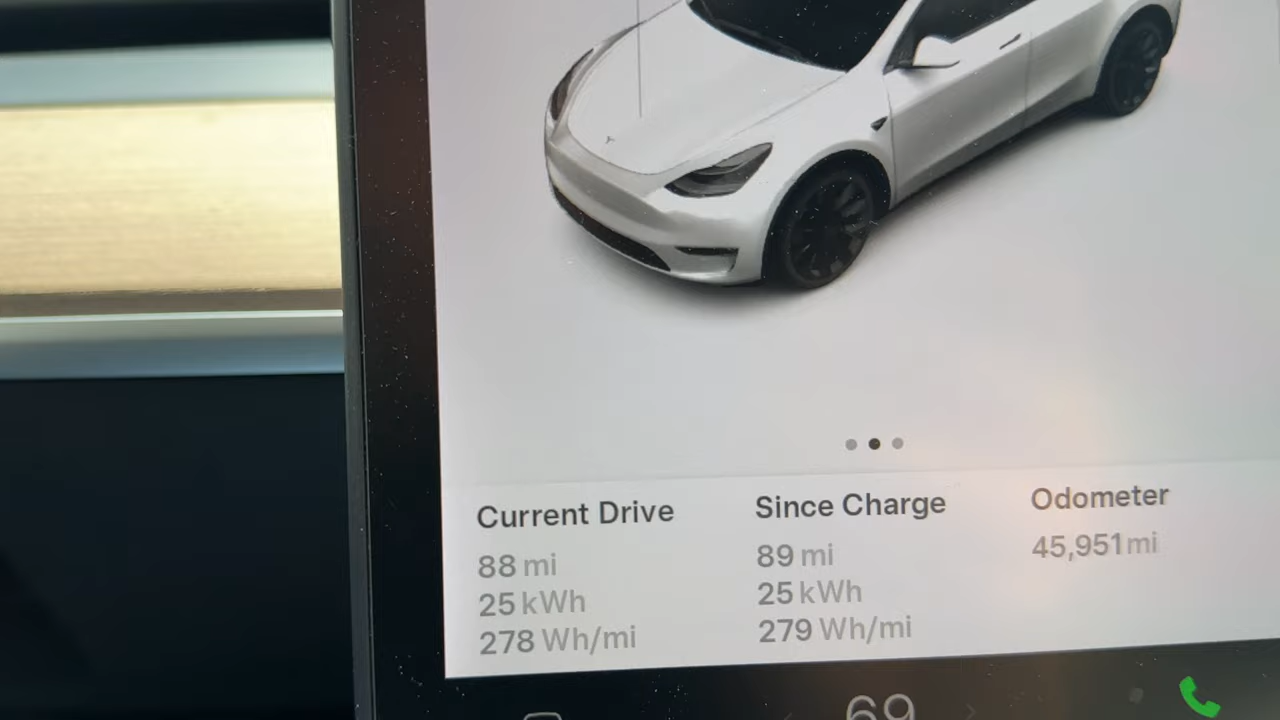 Current Drive
88 mi
25 kWh
278 Wh/mi
Since Charge
89 mi
25 kWh
279 Wh/mi
Odometer
45,951 mi
69